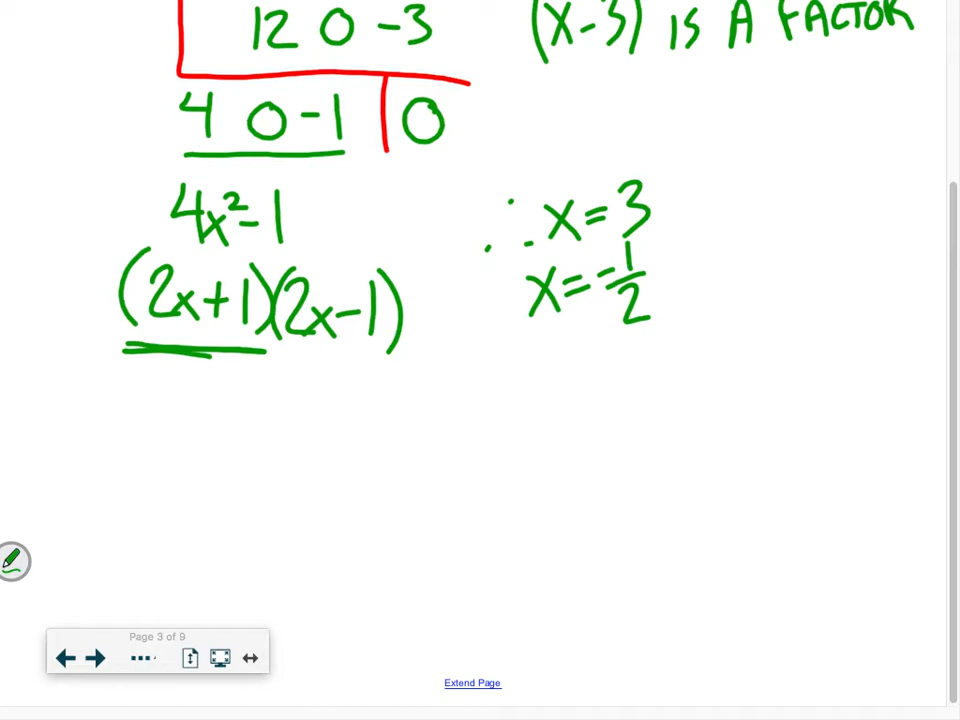 12 0 -3
(x-3) IS A FACTOR
4 0 -1 | 0
4x²-1
(2x+1)(2x-1)
∴ x=3
x=-1/2
Page 3 of 9
Extend Page